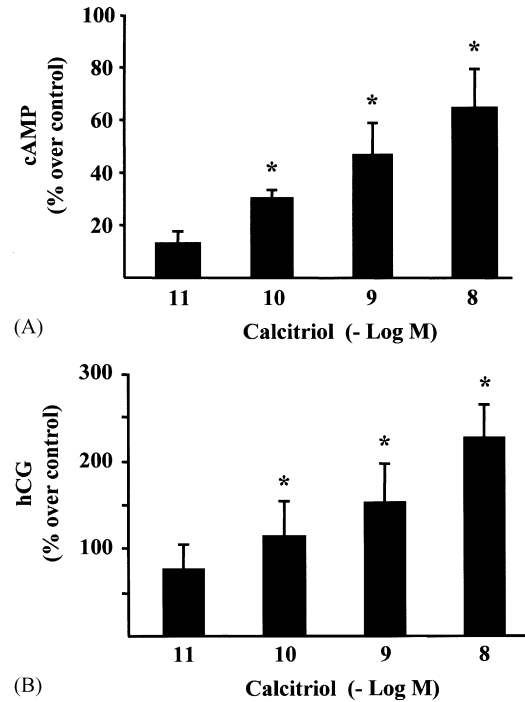 100
80
60
40
20
cAMP
(% over control)
*
*
*
11 10 9 8
Calcitriol (- Log M)
(A)
300
200
100
hCG
(% over control)
*
*
*
11 10 9 8
Calcitriol (- Log M)
(B)